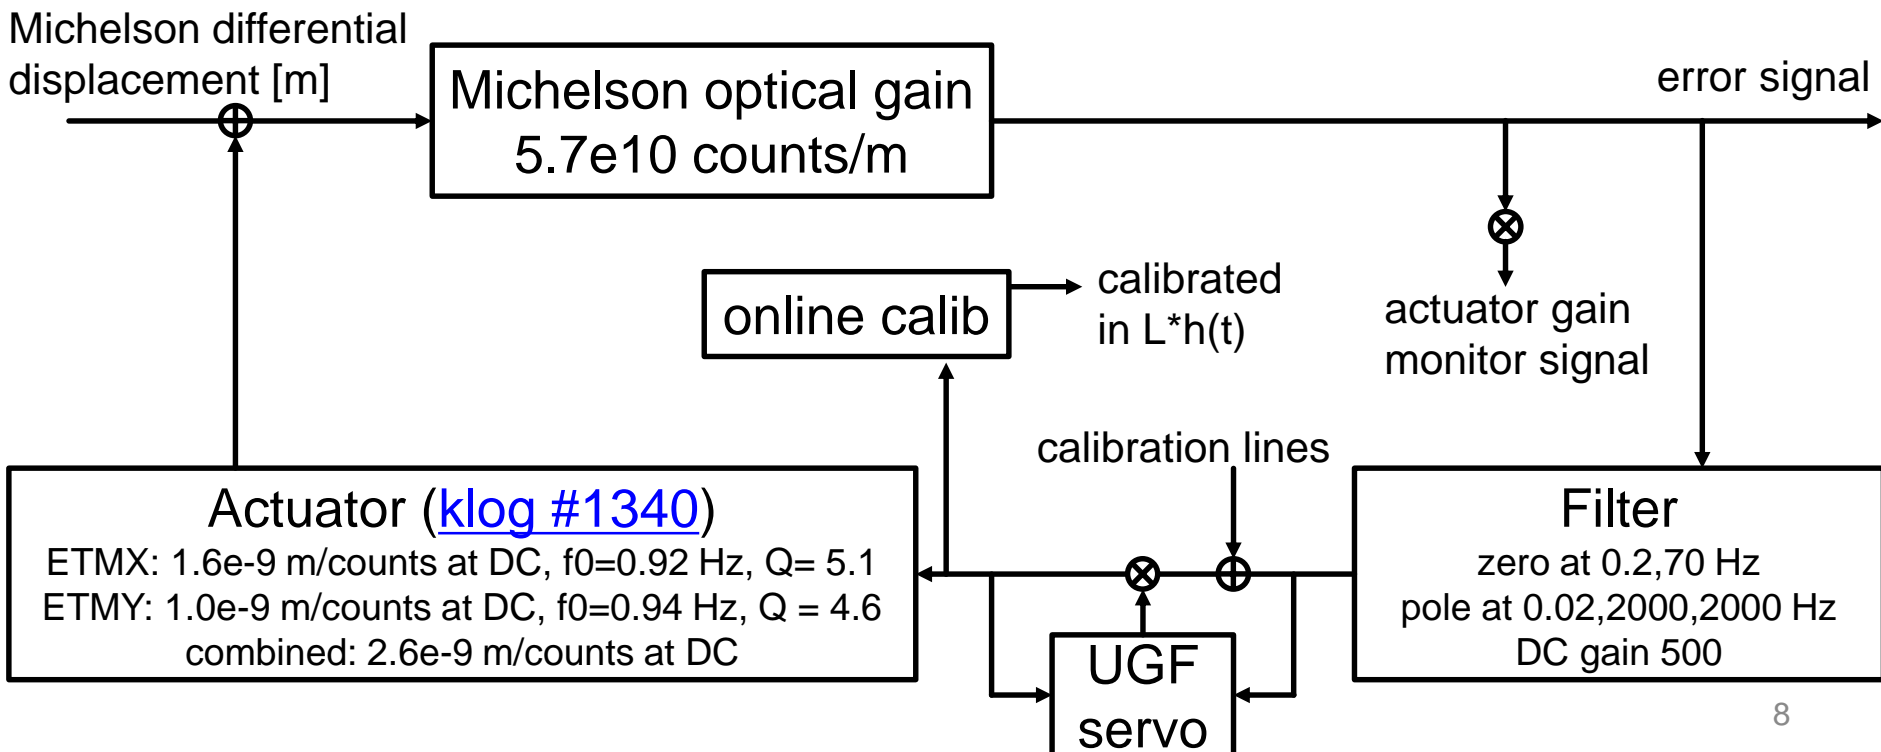 Michelson differential
displacement [m]
Michelson optical gain
5.7e10 counts/m
error signal
online calib
calibrated
in L*h(t)
actuator gain
monitor signal
calibration lines
Actuator (klog #1340)
ETMX: 1.6e-9 m/counts at DC, f0=0.92 Hz, Q= 5.1
ETMY: 1.0e-9 m/counts at DC, f0=0.94 Hz, Q = 4.6
combined: 2.6e-9 m/counts at DC
UGF
servo
Filter
zero at 0.2,70 Hz
pole at 0.02,2000,2000 Hz
DC gain 500
8